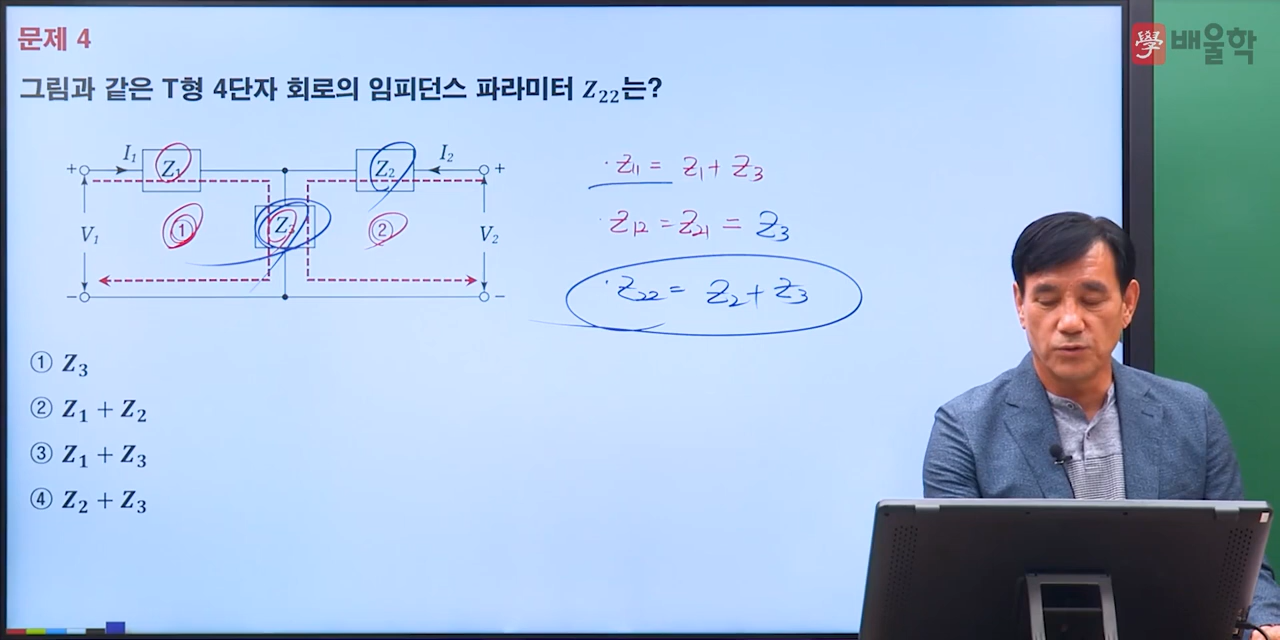 문제 4
學 배울학
그림과 같은 T형 4단자 회로의 임피던스 파라미터 Z₂₂는?
I₁ Z₁ Z₂ I₂
+ +
V₁ ① Z₃ ② V₂
− −
· Z₁₁ = Z₁ + Z₃
· Z₁₂ = Z₂₁ = Z₃
· Z₂₂ = Z₂ + Z₃
① Z₃
② Z₁ + Z₂
③ Z₁ + Z₃
④ Z₂ + Z₃